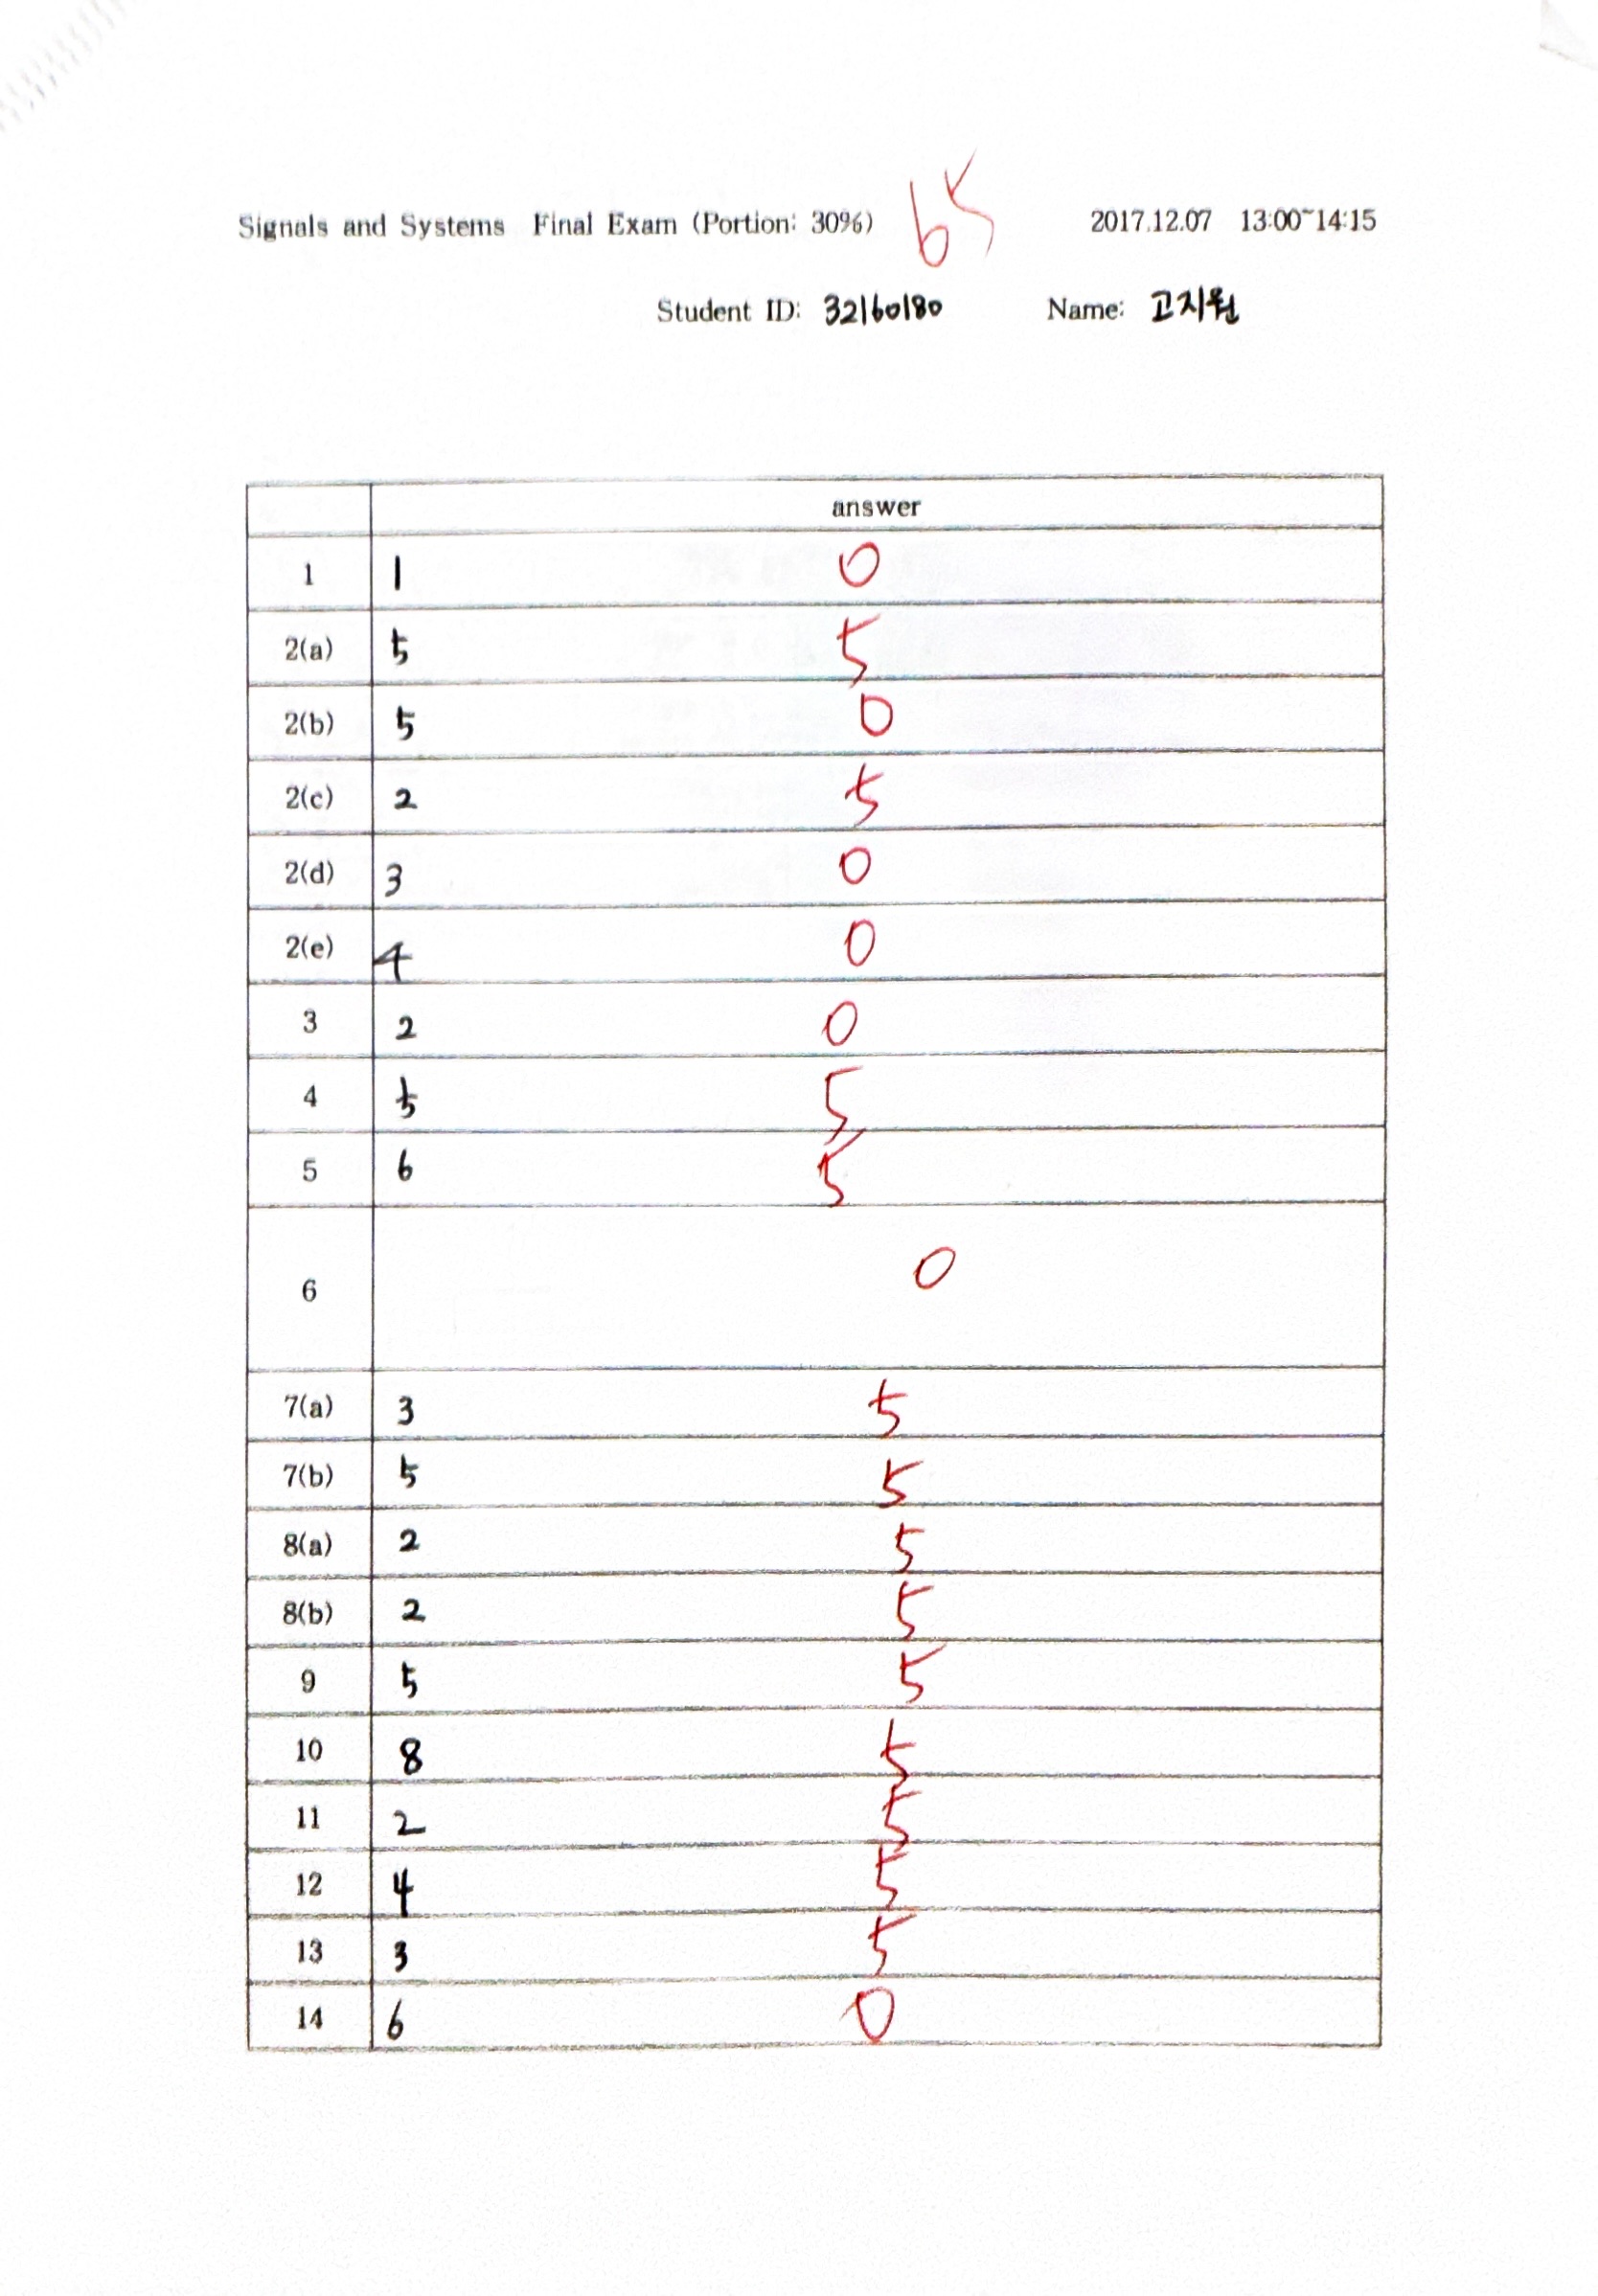 Signals and Systems Final Exam (Portion: 30%) 65 2017.12.07 13:00~14:15
Student ID: 32160180 Name: 고지원
answer
1 1 0
2(a) 5 5
2(b) 5 0
2(c) 2 5
2(d) 3 0
2(e) 4 0
3 2 0
4 5 5
5 6 5
6 0
7(a) 3 5
7(b) 5 5
8(a) 2 5
8(b) 2 5
9 5 5
10 8 5
11 2 5
12 4 5
13 3 5
14 6 0